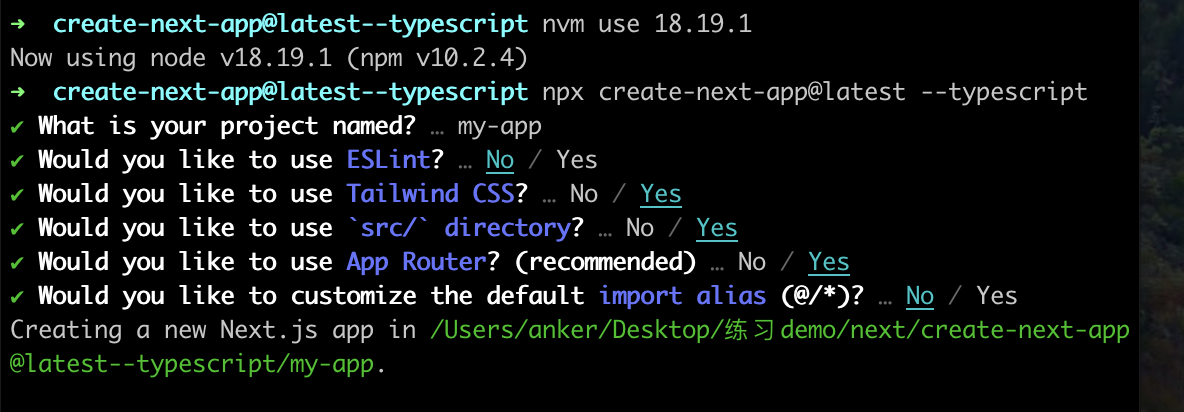 ➜  create-next-app@latest--typescript nvm use 18.19.1
Now using node v18.19.1 (npm v10.2.4)
➜  create-next-app@latest--typescript npx create-next-app@latest --typescript
✔ What is your project named? … my-app
✔ Would you like to use ESLint? … No / Yes
✔ Would you like to use Tailwind CSS? … No / Yes
✔ Would you like to use `src/` directory? … No / Yes
✔ Would you like to use App Router? (recommended) … No / Yes
✔ Would you like to customize the default import alias (@/*)? … No / Yes
Creating a new Next.js app in /Users/anker/Desktop/练习demo/next/create-next-app
@latest--typescript/my-app.